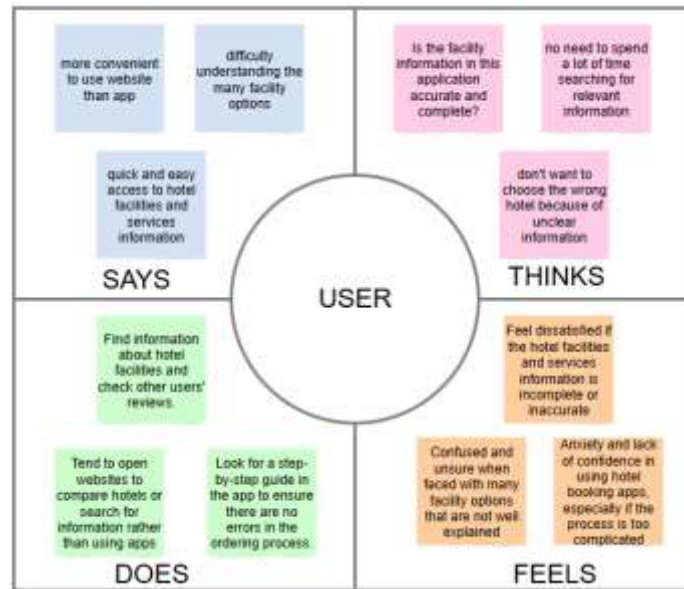 more convenient
to use website
than app
difficulty
understanding the
many facility
options
quick and easy
access to hotel
facilities and
services
information
SAYS
Is the facility
information in this
application
accurate and
complete?
no need to spend
a lot of time
searching for
relevant
information
don't want to
choose the wrong
hotel because of
unclear
information
THINKS
USER
Find information
about hotel
facilities and
check other users'
reviews.
Tend to open
websites to
compare hotels or
search for
information rather
than using apps
Look for a step-
by-step guide in
the app to ensure
there are no
errors in the
ordering process.
DOES
Feel dissatisfied if
the hotel facilities
and services
information is
incomplete or
inaccurate
Confused and
unsure when
faced with many
facility options
that are not well
explained
Anxiety and lack
of confidence in
using hotel
booking apps,
especially if the
process is too
complicated
FEELS